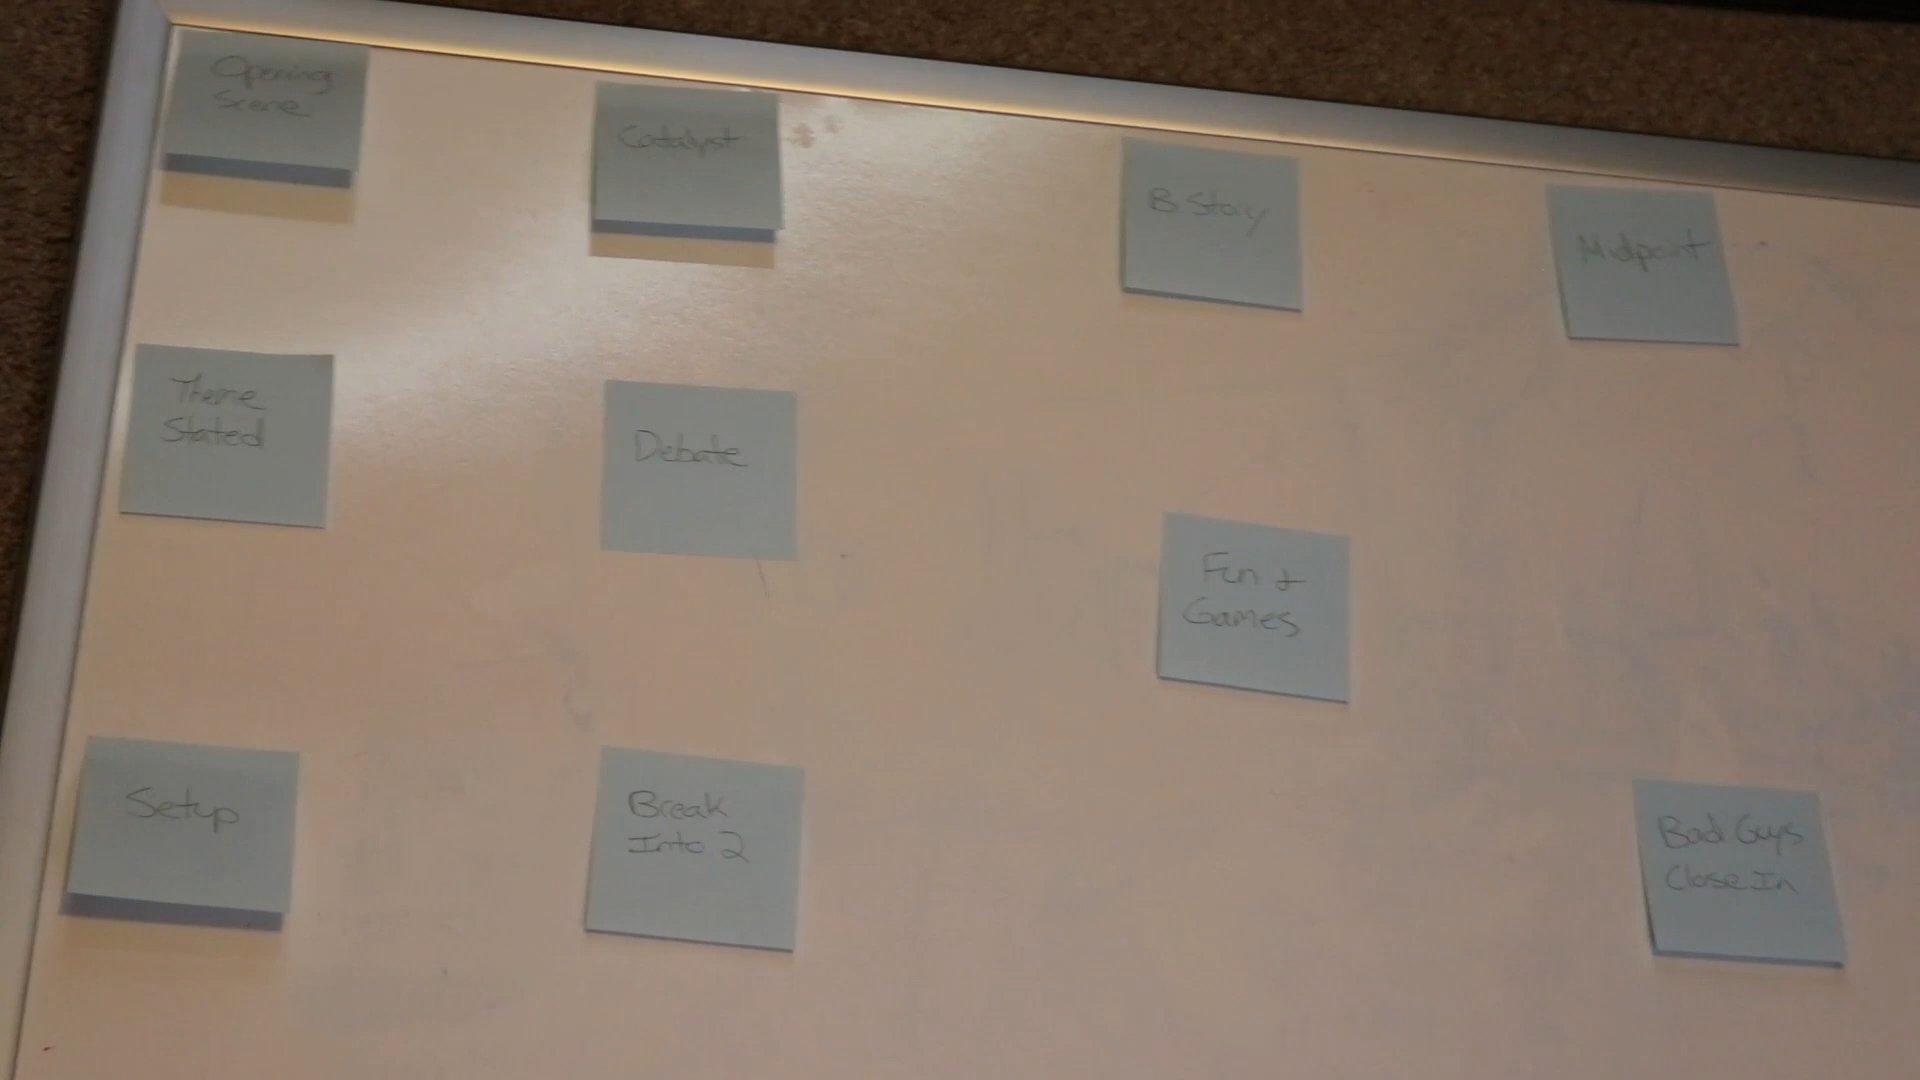 Opening
Scene
Theme
Stated
Setup
Catalyst
Debate
Break
Into 2
B Story
Fun &
Games
Midpoint
Bad Guys
Close In